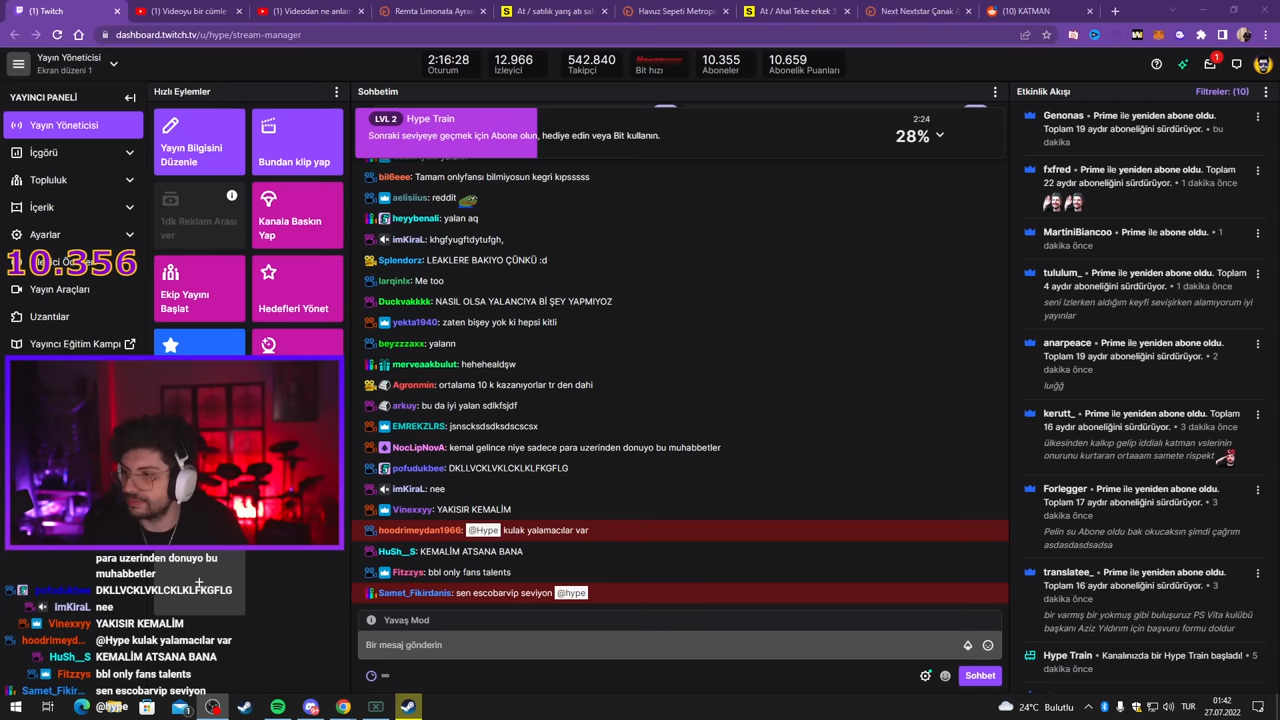 (1) Twitch
(10) Videoyu bir cümle
(10) Videodan ne anla
Remta Limonata Ayran
At / satılık yarış atı sa
Havuz Sepeti Metropo
At / Ahal Teke erkek 5
Next Nextstar Çanak A
(10) KATMAN
dashboard.twitch.tv/u/hype/stream-manager
Yayın Yöneticisi
Ekran düzeni 1
2:16:28
Oturum
12.966
İzleyici
542.840
Takipçi
Bit hızı
10.355
Aboneler
10.659
Abonelik Puanları
1
YAYINCI PANELİ
Yayın Yöneticisi
İçgörü
Topluluk
İçerik
Ayarlar
10.356
Yayın Araçları
Uzantılar
Yayıncı Eğitim Kampı
Hızlı Eylemler
Yayın Bilgisini
Düzenle
Bundan klip yap
1dk Reklam Arası
ver
Kanala Baskın
Yap
Ekip Yayını
Başlat
Hedefleri Yönet
Sohbetim
LVL 2 Hype Train
2:24
Sonraki seviyeye geçmek için Abone olun, hediye edin veya Bit kullanın.
28%
bil6eee: Tamam onlyfansı bilmiyosun kegri kıpsssss
aelisiius: reddit
heyybenali: yalan aq
imKiraL: khgfyugftdytufgh,
Splendorz: LEAKLERE BAKIYO ÇÜNKÜ :d
larqinlx: Me too
Duckvakkkk: NASIL OLSA YALANCIYA Bİ ŞEY YAPMIYOZ
yekta1940: zaten bişey yok ki hepsi kitli
beyzzzaxx: yalann
merveaakbulut: hehehealdşw
Agronmin: ortalama 10 k kazanıyorlar tr den dahi
arkuy: bu da iyi yalan sdlkfsjdf
EMREKZLRS: jsnscksdsdksdscscsx
NocLipNovA: kemal gelince niye sadece para uzerinden donuyo bu muhabbetler
pofudukbee: DKLLVCKLVKLCKLKLFKGFLG
imKiraL: nee
Vinexxyy: YAKISIR KEMALİM
hoodrimeydan1966: @Hype kulak yalamacılar var
HuSh__S: KEMALİM ATSANA BANA
Fitzzys: bbl only fans talents
Samet_Fikirdanis: sen escobarvip seviyon @hype
Yavaş Mod
Bir mesaj gönderin
∞
Sohbet
Etkinlik Akışı
Filtreler: (10)
Genonas • Prime ile yeniden abone oldu.
Toplam 19 aydır aboneliğini sürdürüyor. • bu
dakika
fxfred • Prime ile yeniden abone oldu. Toplam
22 aydır aboneliğini sürdürüyor. • 1 dakika önce
MartiniBiancoo • Prime ile abone oldu. • 1
dakika önce
tululum_ • Prime ile yeniden abone oldu. Toplam
4 aydır aboneliğini sürdürüyor. • 1 dakika önce
seni Izlerken aldığım keyfi sevişirken alamıyorum iyi
yayınlar
anarpeace • Prime ile yeniden abone oldu.
Toplam 19 aydır aboneliğini sürdürüyor. • 2
dakika önce
luığğ
kerutt_ • Prime ile yeniden abone oldu. Toplam
16 aydır aboneliğini sürdürüyor. • 3 dakika önce
ülkesinden kalkıp gelip iddialı katman vslerinin
onurunu kurtaran ortaaam samete rispekt
Forlegger • Prime ile yeniden abone oldu.
Toplam 17 aydır aboneliğini sürdürüyor. • 3
dakika önce
Pelin su Abone oldu bak okucaksın şimdi çağrım
asdasdasdsadsa
translatee_ • Prime ile yeniden abone oldu.
Toplam 16 aydır aboneliğini sürdürüyor. • 3
dakika önce
bir varmış bir yokmuş gibi buluşuruz PS Vita kulübü
başkanı Aziz Yıldırım için başvuru formu doldur
Hype Train • Kanalınızda bir Hype Train başladı! • 5
dakika önce
para uzerinden donuyo bu
muhabbetler
pofudukbee DKLLVCKLVKLCKLKLFKGFLG
imKiraL nee
Vinexxyy YAKISIR KEMALİM
hoodrimeyd... @Hype kulak yalamacılar var
HuSh__S KEMALİM ATSANA BANA
Fitzzys bbl only fans talents
Samet_Fikir... sen escobarvip seviyon
@hype
24°C Bulutlu
TUR
01:42
27.07.2022